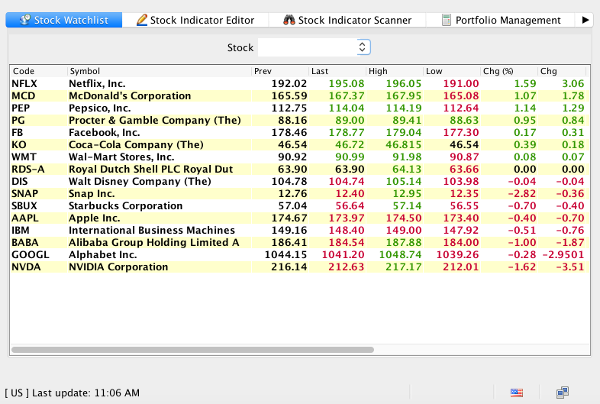 Stock Watchlist Stock Indicator Editor Stock Indicator Scanner Portfolio Management
Stock
Code Symbol Prev Last High Low Chg (%) Chg
NFLX Netflix, Inc. 192.02 195.08 196.05 191.00 1.59 3.06
MCD McDonald's Corporation 165.59 167.37 167.95 165.08 1.07 1.78
PEP Pepsico, Inc. 112.75 114.04 114.19 112.64 1.14 1.29
PG Procter & Gamble Company (The) 88.16 89.00 89.41 88.63 0.95 0.84
FB Facebook, Inc. 178.46 178.77 179.04 177.30 0.17 0.31
KO Coca-Cola Company (The) 46.54 46.72 46.815 46.54 0.39 0.18
WMT Wal-Mart Stores, Inc. 90.92 90.99 91.98 90.87 0.08 0.07
RDS-A Royal Dutch Shell PLC Royal Dut 63.90 63.90 64.13 63.66 0.00 0.00
DIS Walt Disney Company (The) 104.78 104.74 105.14 103.98 -0.04 -0.04
SNAP Snap Inc. 12.76 12.40 12.95 12.35 -2.82 -0.36
SBUX Starbucks Corporation 57.04 56.64 57.14 56.55 -0.70 -0.40
AAPL Apple Inc. 174.67 173.97 174.50 173.40 -0.40 -0.70
IBM International Business Machines 149.16 148.40 149.00 147.92 -0.51 -0.76
BABA Alibaba Group Holding Limited A 186.41 184.54 187.88 184.00 -1.00 -1.87
GOOGL Alphabet Inc. 1044.15 1041.20 1048.74 1039.26 -0.28 -2.9501
NVDA NVIDIA Corporation 216.14 212.63 217.17 212.01 -1.62 -3.51
[ US ] Last update: 11:06 AM